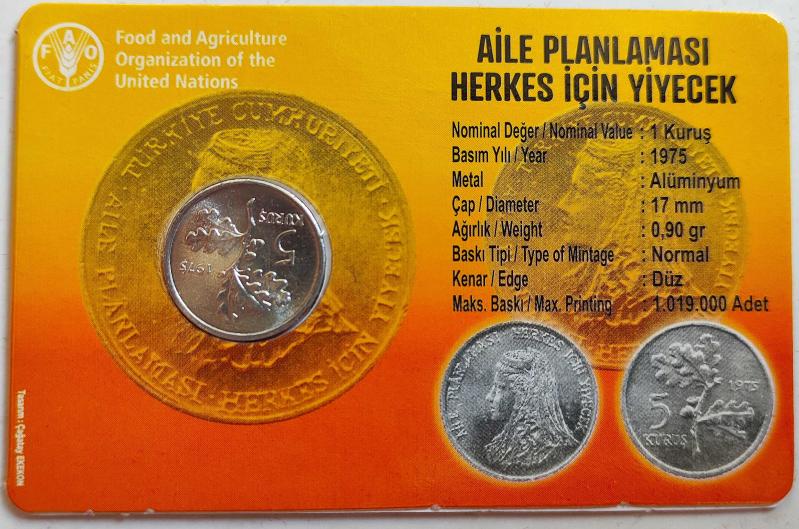 F A O
FIAT PANIS
Food and Agriculture
Organization of the
United Nations
AİLE PLANLAMASI
HERKES İÇİN YİYECEK
Nominal Değer / Nominal Value : 1 Kuruş
Basım Yılı / Year : 1975
Metal : Alüminyum
Çap / Diameter : 17 mm
Ağırlık / Weight : 0,90 gr
Baskı Tipi / Type of Mintage : Normal
Kenar / Edge : Düz
Maks. Baskı / Max. Printing : 1.019.000 Adet
TÜRKİYE CUMHURİYETİ
AİLE PLANLAMASI · HERKES İÇİN YİYECEK
5
KURUŞ
1975
AİLE PLANLAMASI HERKES İÇİN YİYECEK
1975
5
KURUŞ
Tasarım : Çağatay EKEKON